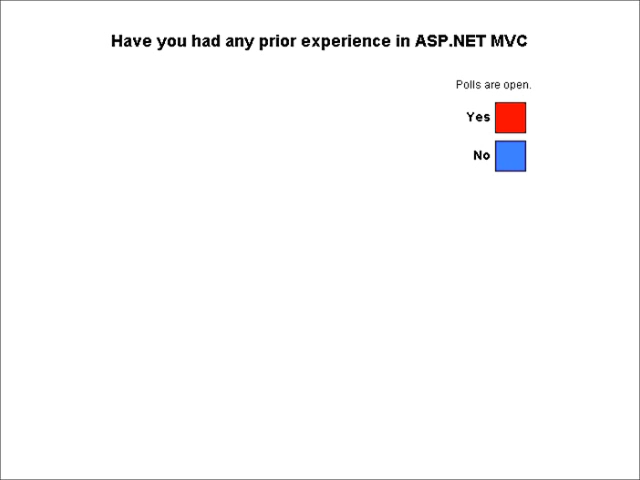 Have you had any prior experience in ASP.NET MVC
Polls are open.
Yes
No